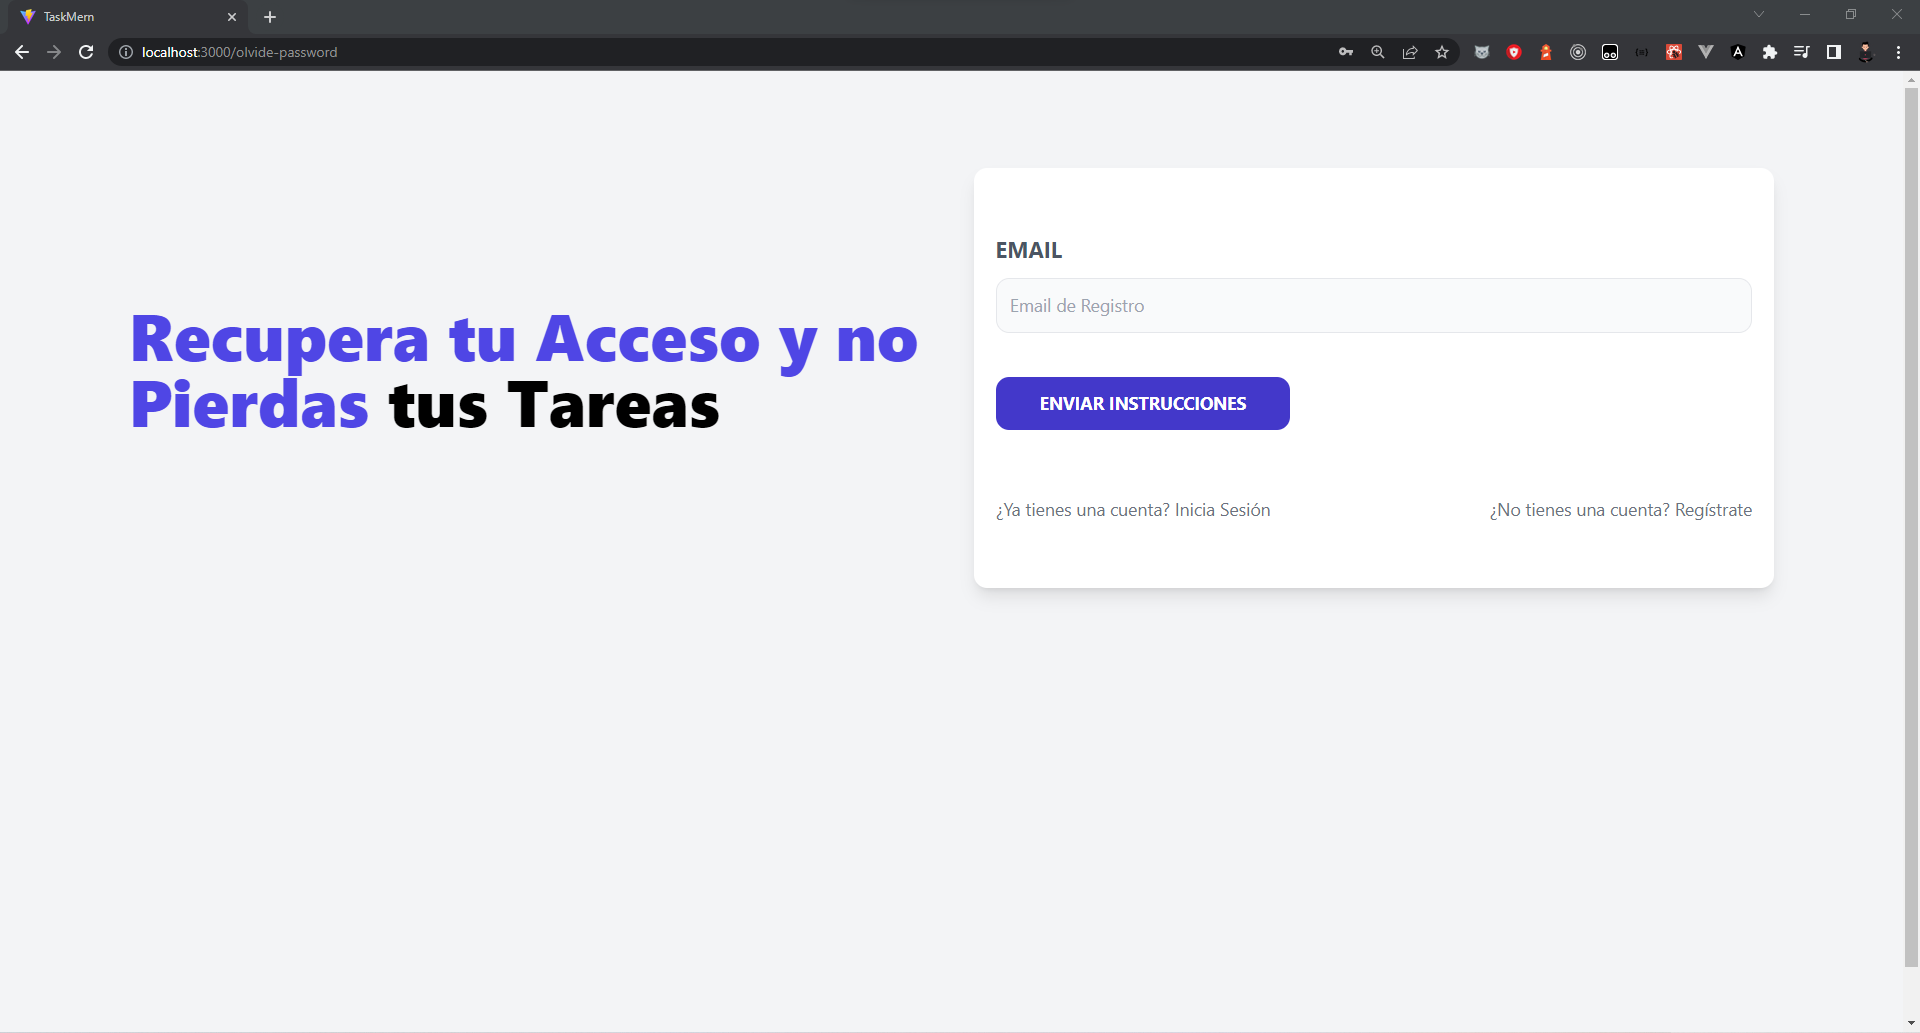 TaskMern
localhost:3000/olvide-password
EMAIL
Email de Registro
Recupera tu Acceso y no
Pierdas tus Tareas
ENVIAR INSTRUCCIONES
¿Ya tienes una cuenta? Inicia Sesión
¿No tienes una cuenta? Regístrate